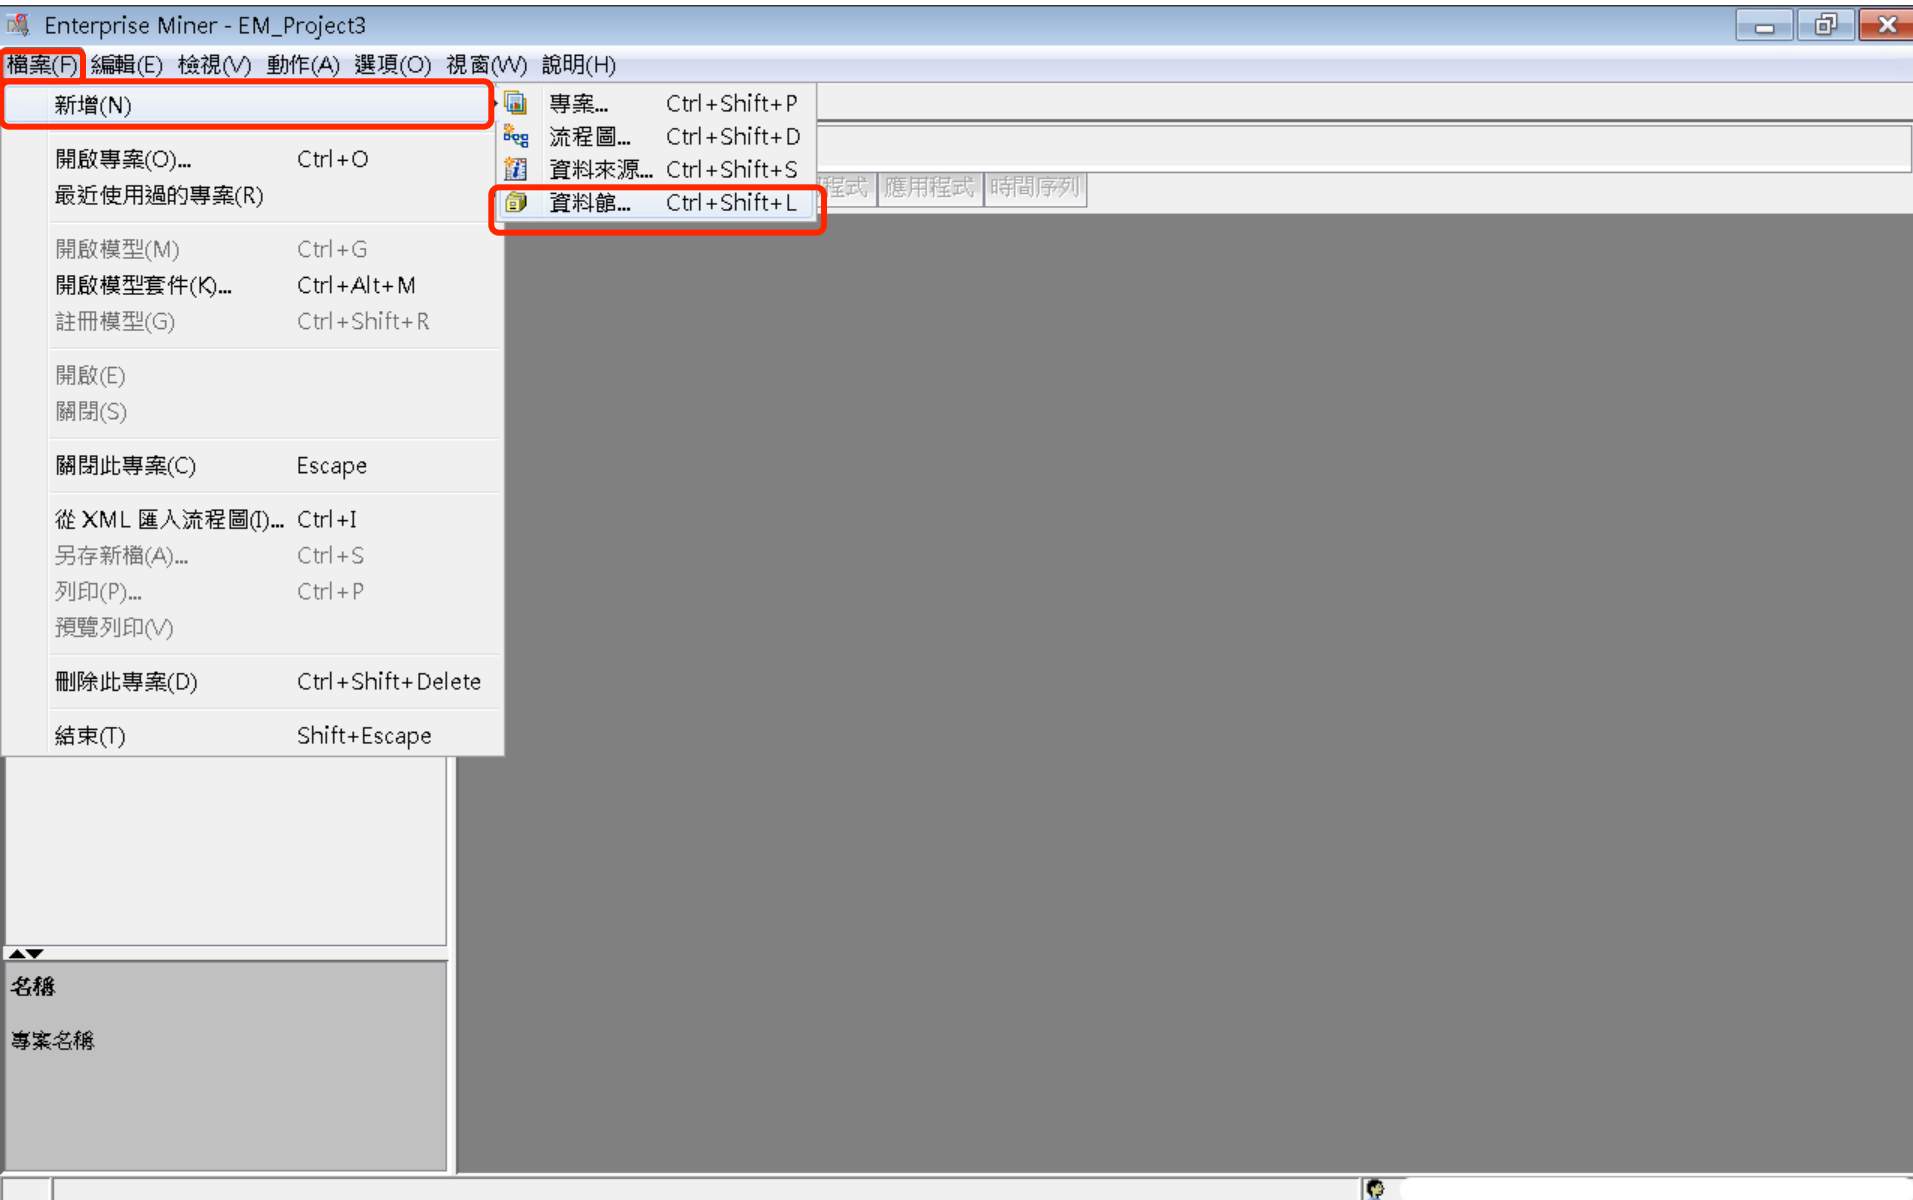 Enterprise Miner - EM_Project3
檔案(F) 編輯(E) 檢視(V) 動作(A) 選項(O) 視窗(W) 說明(H)
新增(N)
專案... Ctrl+Shift+P
流程圖... Ctrl+Shift+D
資料來源... Ctrl+Shift+S
資料館... Ctrl+Shift+L
程式 應用程式 時間序列
開啟專案(O)... Ctrl+O
最近使用過的專案(R)
開啟模型(M) Ctrl+G
開啟模型套件(K)... Ctrl+Alt+M
註冊模型(G) Ctrl+Shift+R
開啟(E)
關閉(S)
關閉此專案(C) Escape
從 XML 匯入流程圖(I)... Ctrl+I
另存新檔(A)... Ctrl+S
列印(P)... Ctrl+P
預覽列印(V)
刪除此專案(D) Ctrl+Shift+Delete
結束(T) Shift+Escape
名稱
專案名稱